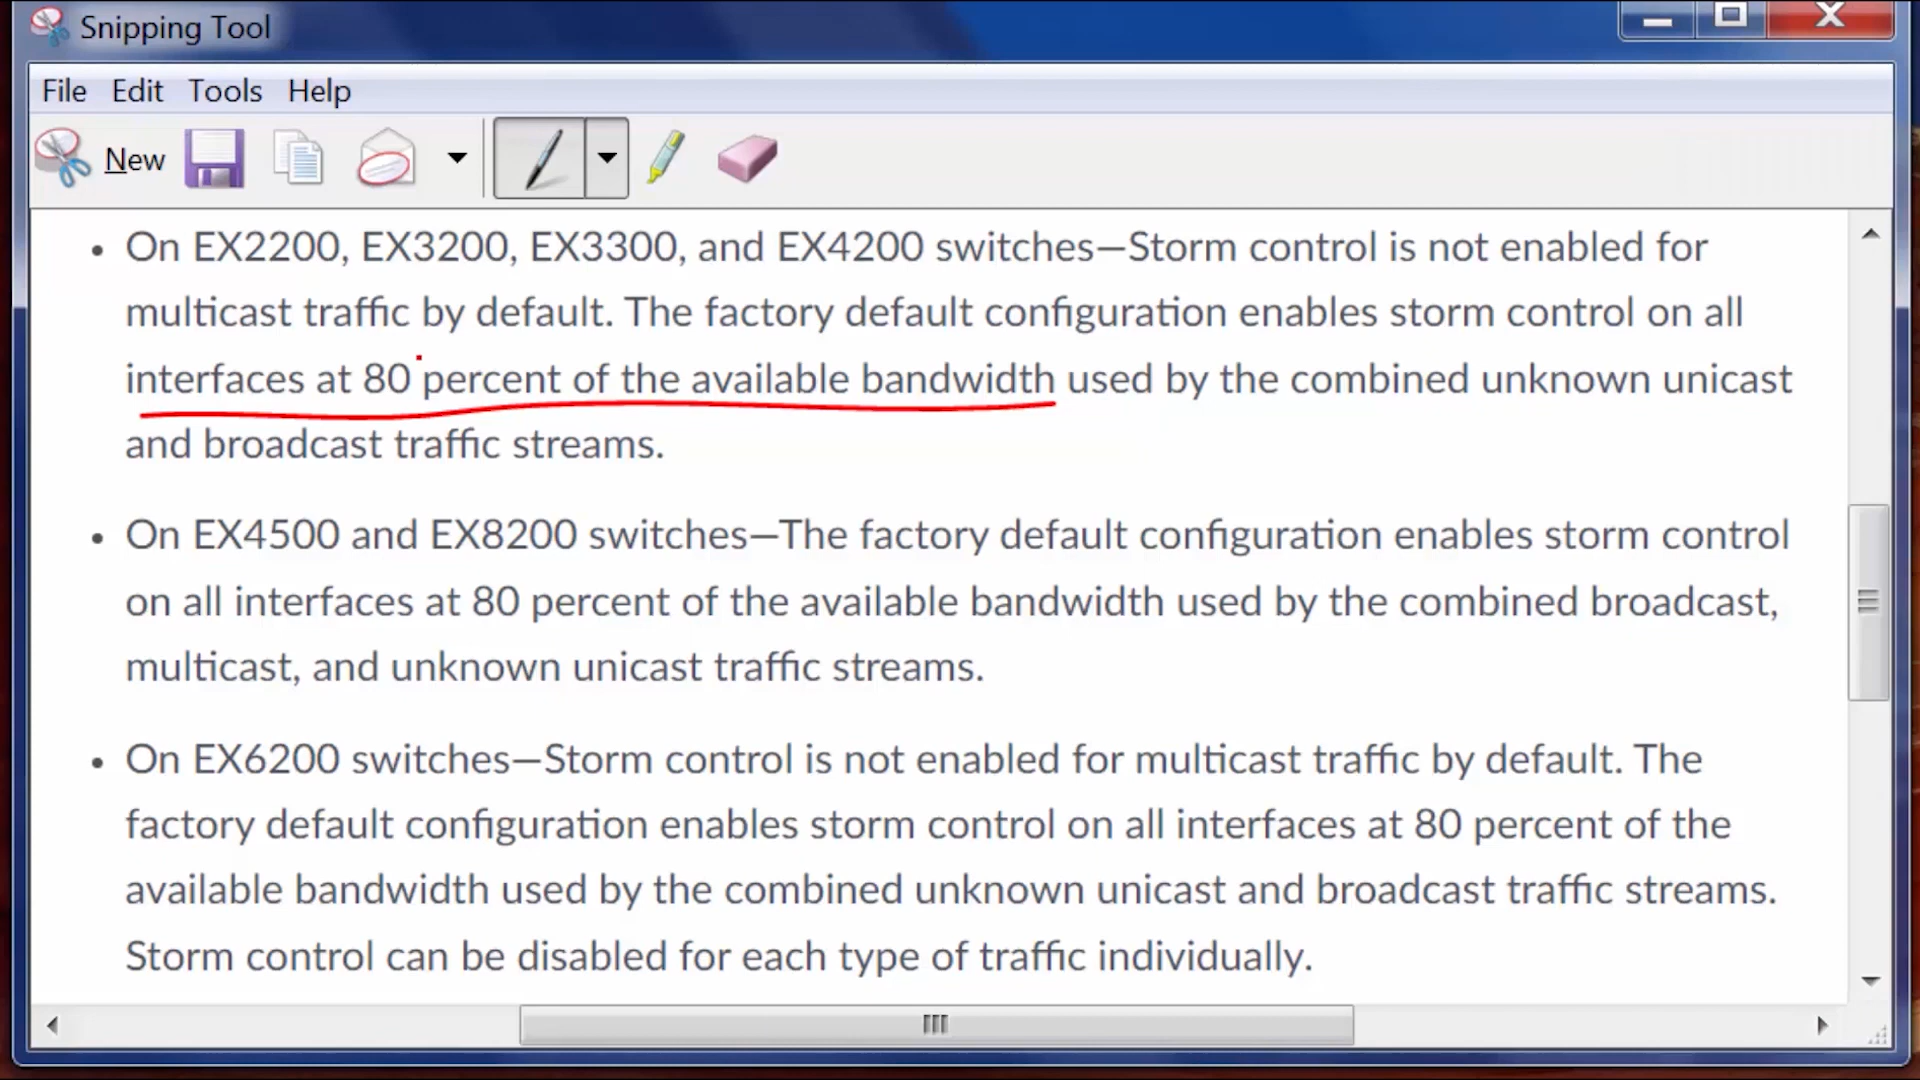 Snipping Tool
File Edit Tools Help
New
• On EX2200, EX3200, EX3300, and EX4200 switches—Storm control is not enabled for
multicast traffic by default. The factory default configuration enables storm control on all
interfaces at 80 percent of the available bandwidth used by the combined unknown unicast
and broadcast traffic streams.
• On EX4500 and EX8200 switches—The factory default configuration enables storm control
on all interfaces at 80 percent of the available bandwidth used by the combined broadcast,
multicast, and unknown unicast traffic streams.
• On EX6200 switches—Storm control is not enabled for multicast traffic by default. The
factory default configuration enables storm control on all interfaces at 80 percent of the
available bandwidth used by the combined unknown unicast and broadcast traffic streams.
Storm control can be disabled for each type of traffic individually.